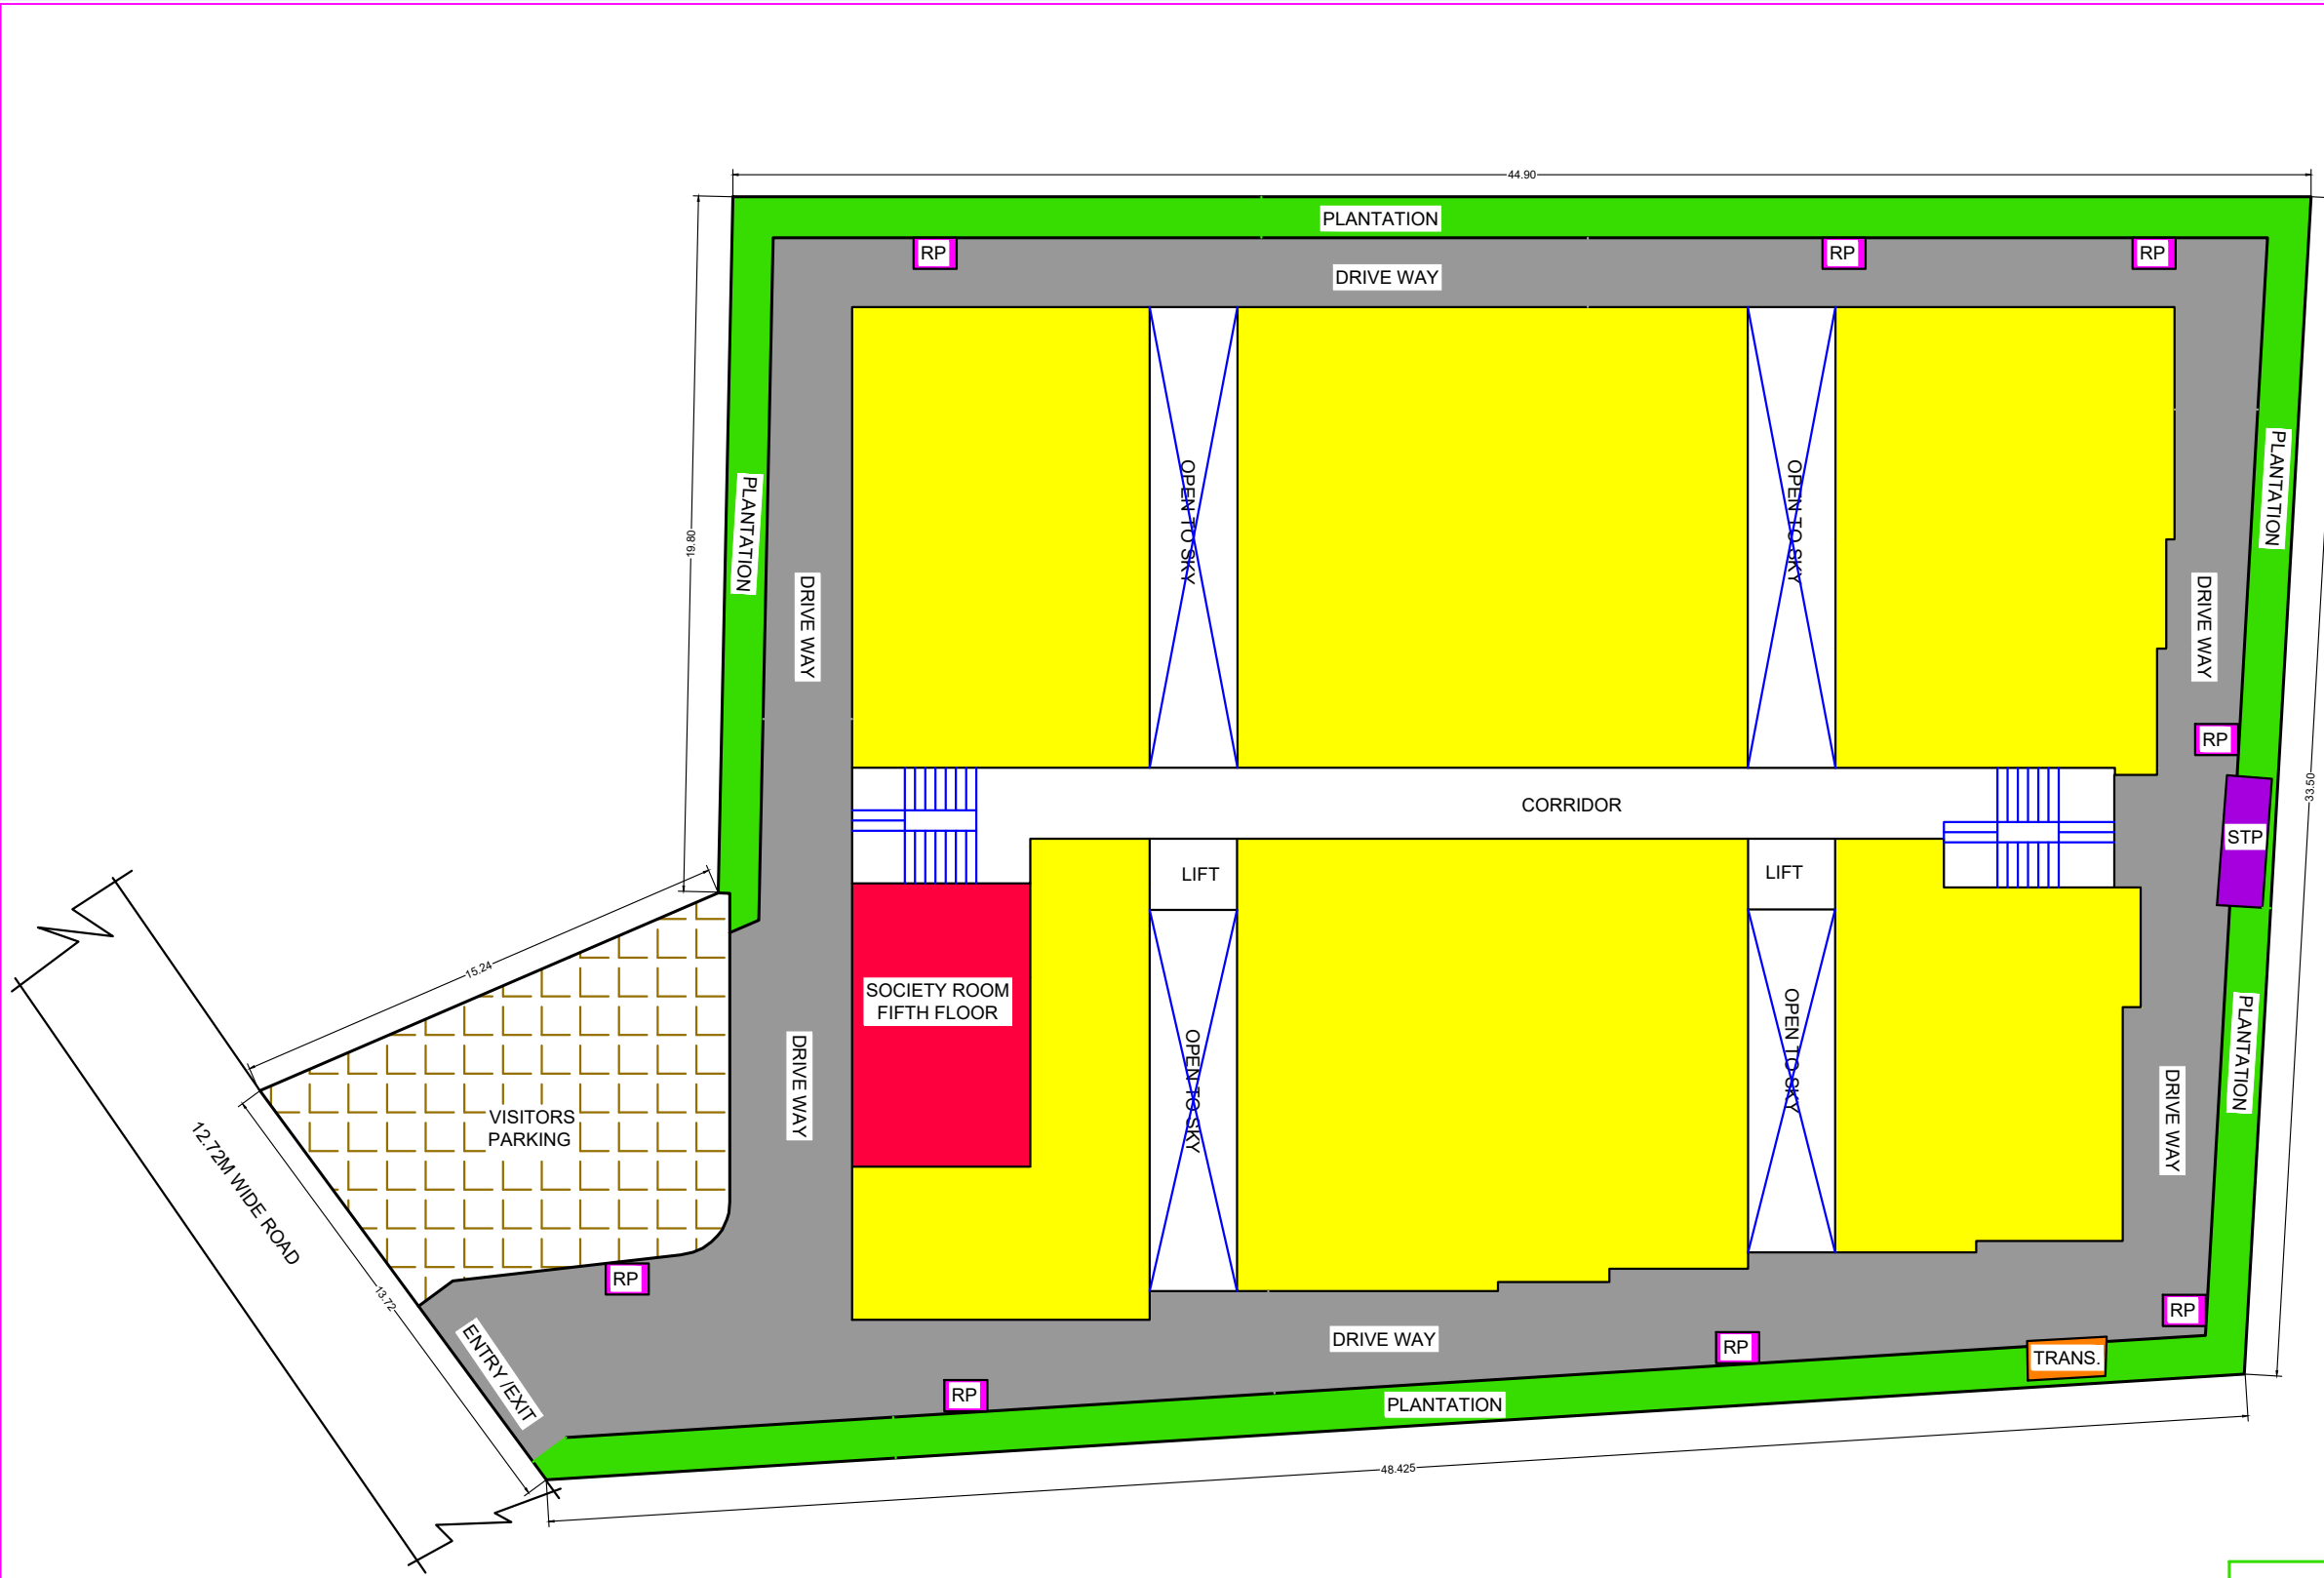 44.90
PLANTATION
RP
RP
RP
DRIVE WAY
PLANTATION
PLANTATION
OPEN TO SKY
OPEN TO SKY
19.80
DRIVE WAY
DRIVE WAY
RP
33.50
CORRIDOR
STP
LIFT
LIFT
15.24
SOCIETY ROOM
FIFTH FLOOR
OPEN TO SKY
OPEN TO SKY
PLANTATION
DRIVE WAY
DRIVE WAY
VISITORS
PARKING
12.72M WIDE ROAD
RP
13.72
RP
ENTRY /EXIT
DRIVE WAY
RP
TRANS.
RP
PLANTATION
48.425